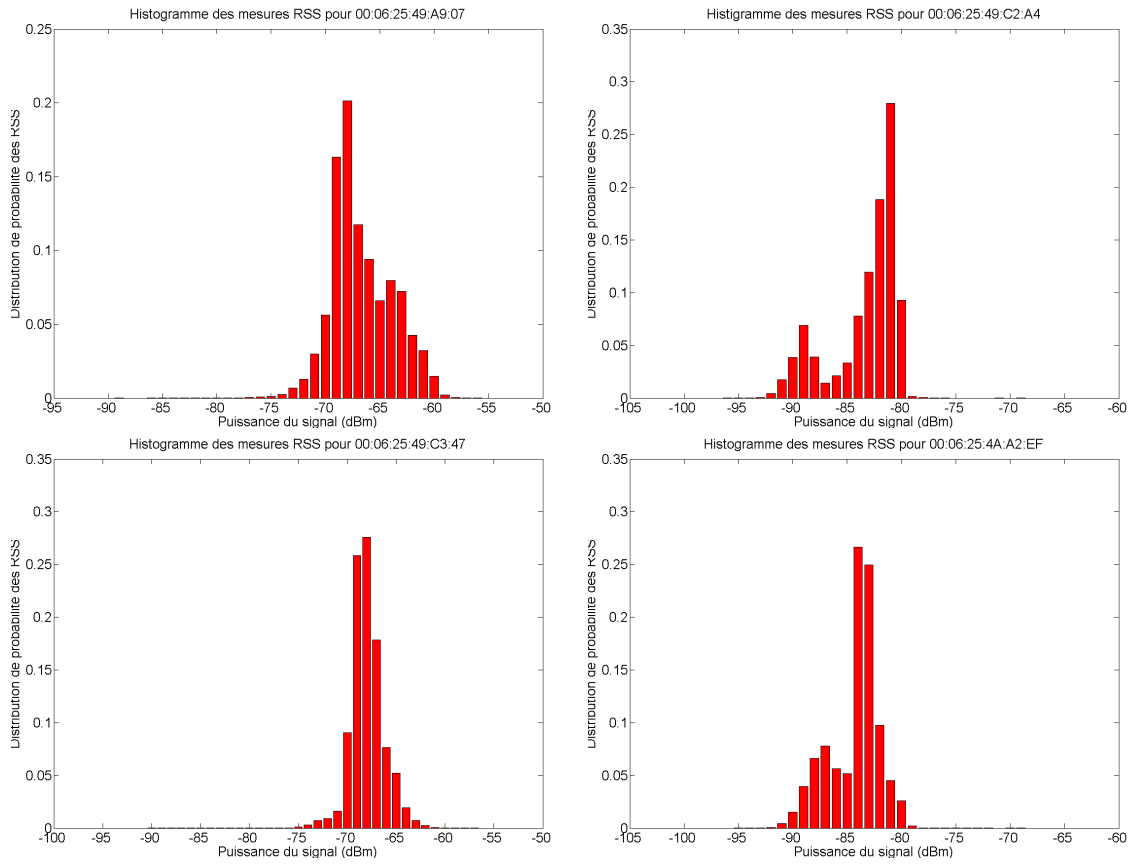 Histogramme des mesures RSS pour 00:06:25:49:A9:07
0.25
0.2
0.15
0.1
0.05
0
Distribution de probabilite des RSS
-95 -90 -85 -80 -75 -70 -65 -60 -55 -50
Puissance du signal (dBm)
Histigramme des mesures RSS pour 00:06:25:49:C2:A4
0.35
0.3
0.25
0.2
0.15
0.1
0.05
0
Distribution de probabilite des RSS
-105 -100 -95 -90 -85 -80 -75 -70 -65 -60
Puissance du signal (dBm)
Histogramme des mesures RSS pour 00:06:25:49:C3:47
0.35
0.3
0.25
0.2
0.15
0.1
0.05
0
Distribution de probabilite des RSS
-100 -95 -90 -85 -80 -75 -70 -65 -60 -55 -50
Puissance du signal (dBm)
Histogramme des mesures RSS pour 00:06:25:4A:A2:EF
0.35
0.3
0.25
0.2
0.15
0.1
0.05
0
Distribution de probabilite des RSS
-105 -100 -95 -90 -85 -80 -75 -70 -65 -60
Puissance du signal (dBm)